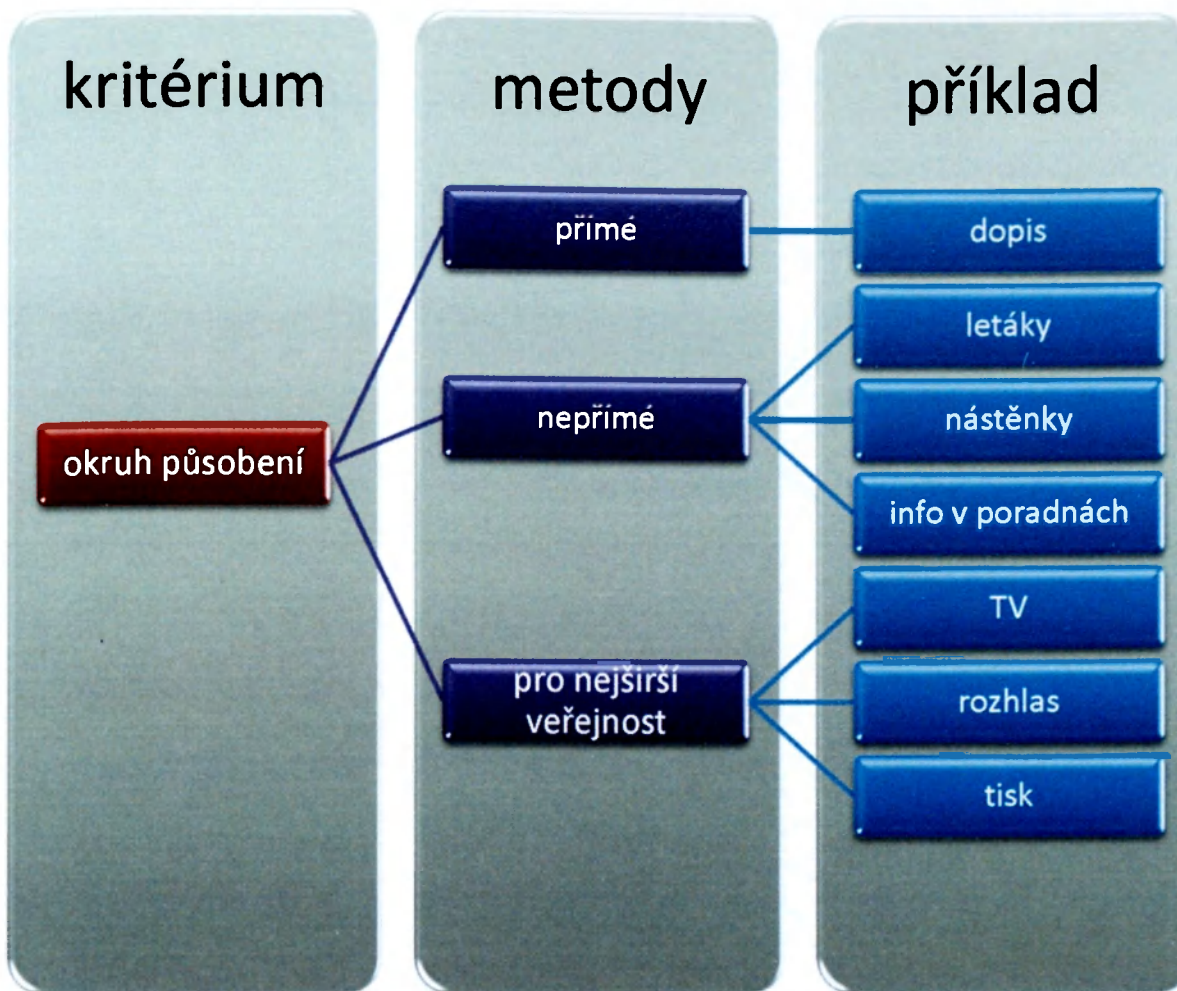 kritérium
metody
příklad
okruh působení
přímé
nepřímé
pro nejširší
veřejnost
dopis
letáky
nástěnky
info v poradnách
TV
rozhlas
tisk